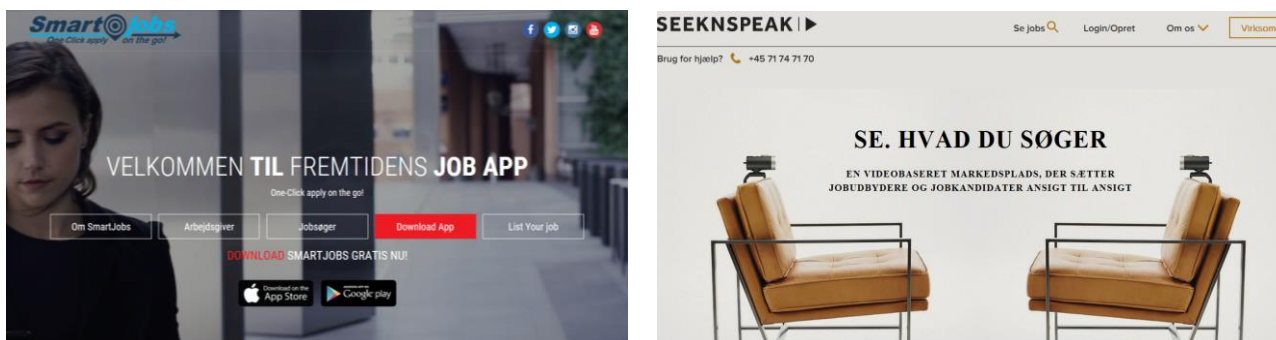 Smart jobs
One Click apply on the go!
VELKOMMEN TIL FREMTIDENS JOB APP
One-Click apply on the go!
Om SmartJobs
Arbejdsgiver
Jobsøger
Download App
List Your job
DOWNLOAD SMARTJOBS GRATIS NU!
Download on the
App Store
Google play
SEEKNSPEAK
Se jobs
Login/Opret
Om os
Virksom
Brug for hjælp? +45 71 74 71 70
SE. HVAD DU SØGER
EN VIDEOBASERET MARKEDSPLADS, DER SÆTTER
JOBUDBYDERE OG JOBKANDIDATER ANSIGT TIL ANSIGT